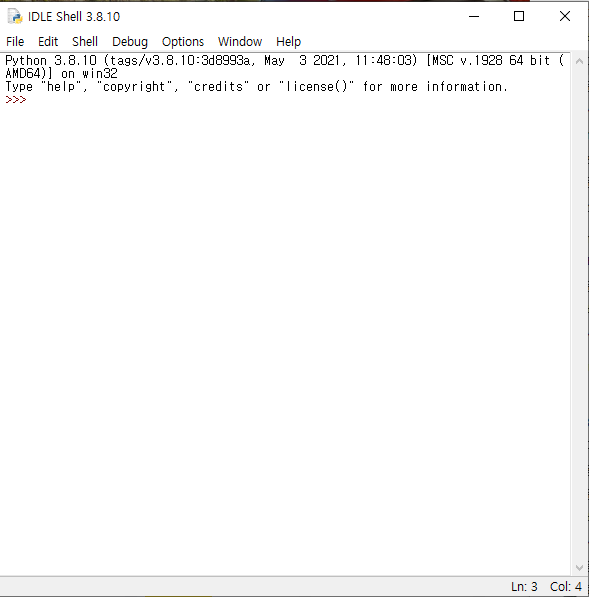 IDLE Shell 3.8.10
File Edit Shell Debug Options Window Help
Python 3.8.10 (tags/v3.8.10:3d8993a, May  3 2021, 11:48:03) [MSC v.1928 64 bit (
AMD64)] on win32
Type "help", "copyright", "credits" or "license()" for more information.
>>>
Ln: 3 Col: 4